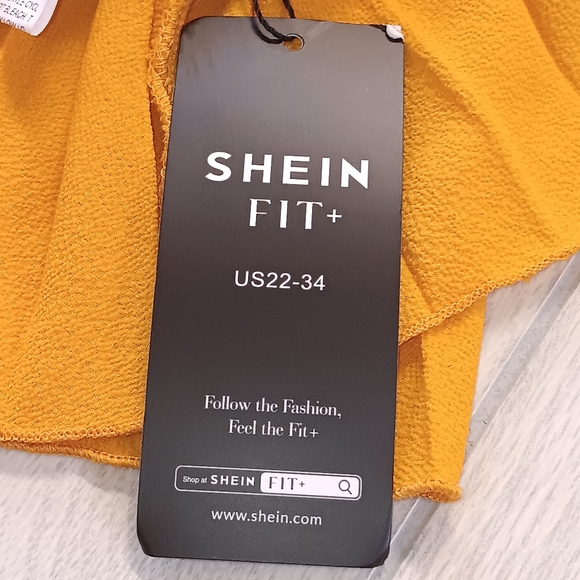 SHEIN
FIT+
US22-34
Follow the Fashion,
Feel the Fit+
Shop at SHEIN FIT+
www.shein.com